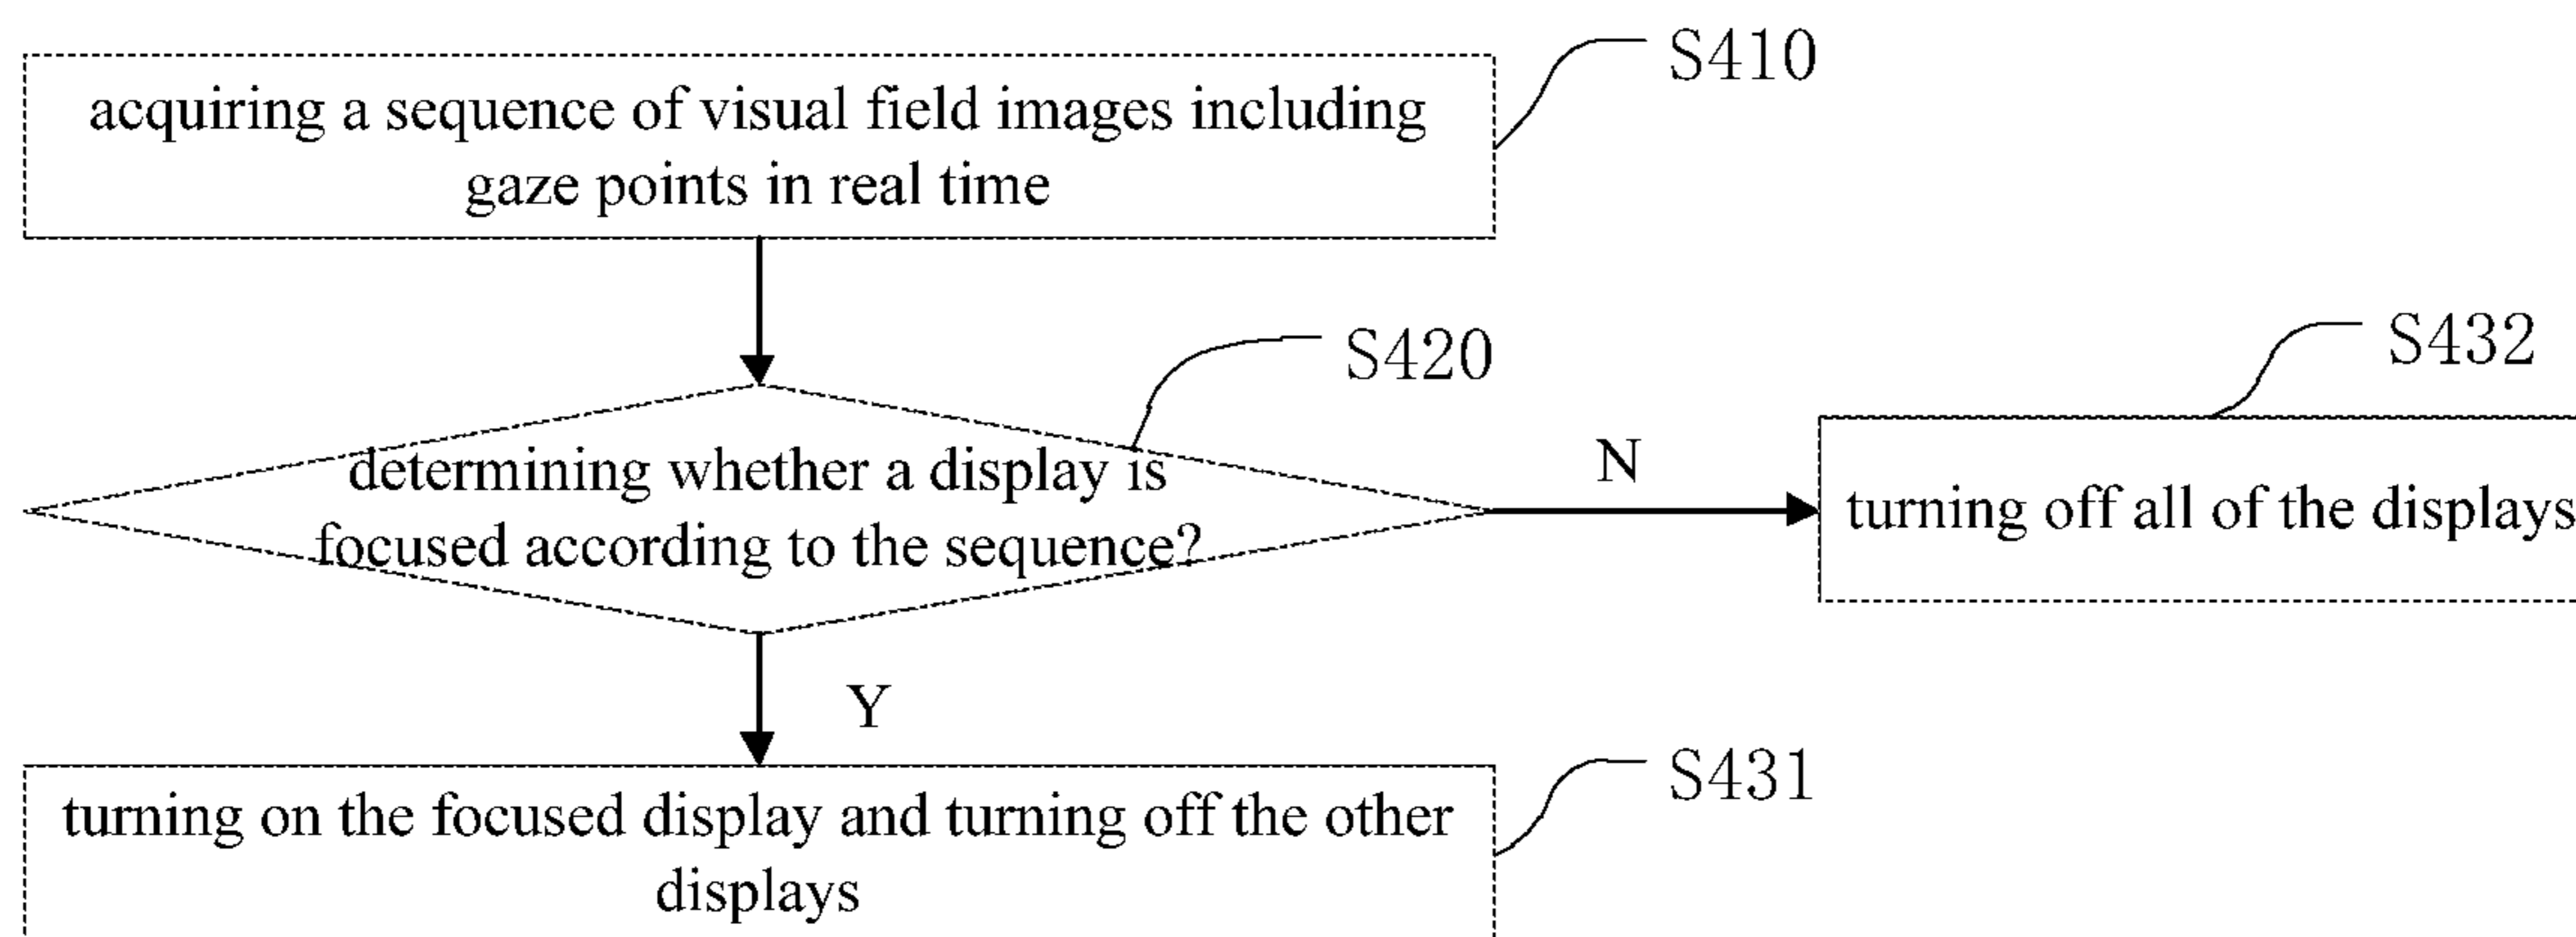 S410
acquiring a sequence of visual field images including
gaze points in real time
S420
S432
determining whether a display is
focused according to the sequence?
N
turning off all of the displays
Y
S431
turning on the focused display and turning off the other
displays